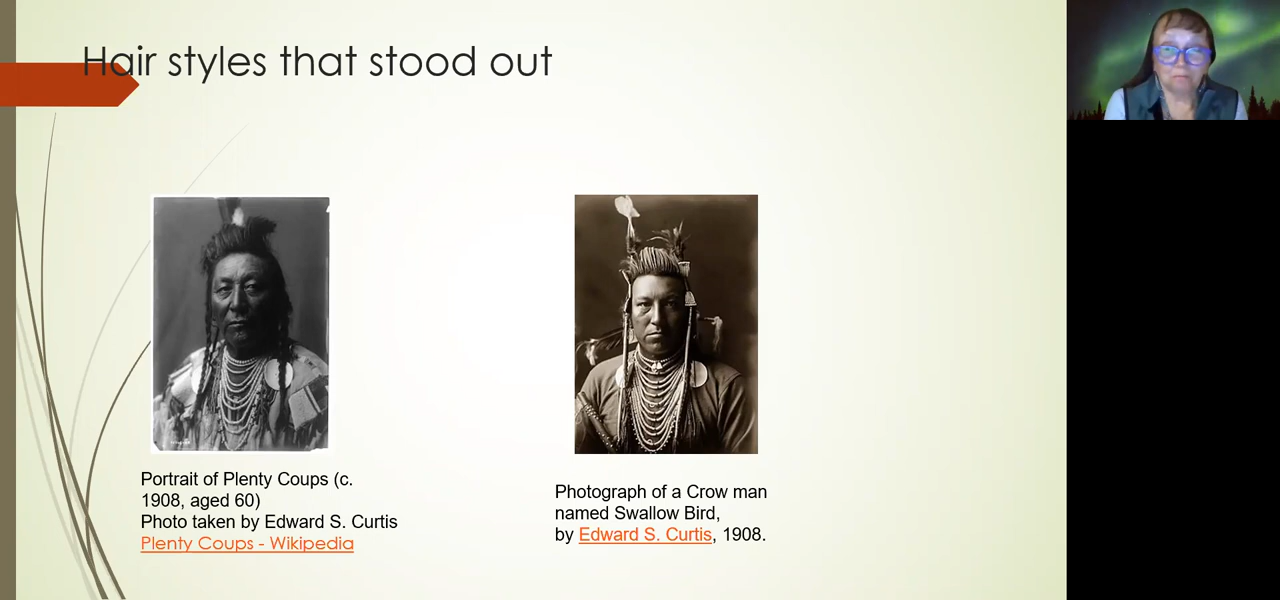 Hair styles that stood out
Portrait of Plenty Coups (c.
1908, aged 60)
Photo taken by Edward S. Curtis
Plenty Coups - Wikipedia
Photograph of a Crow man
named Swallow Bird,
by Edward S. Curtis, 1908.